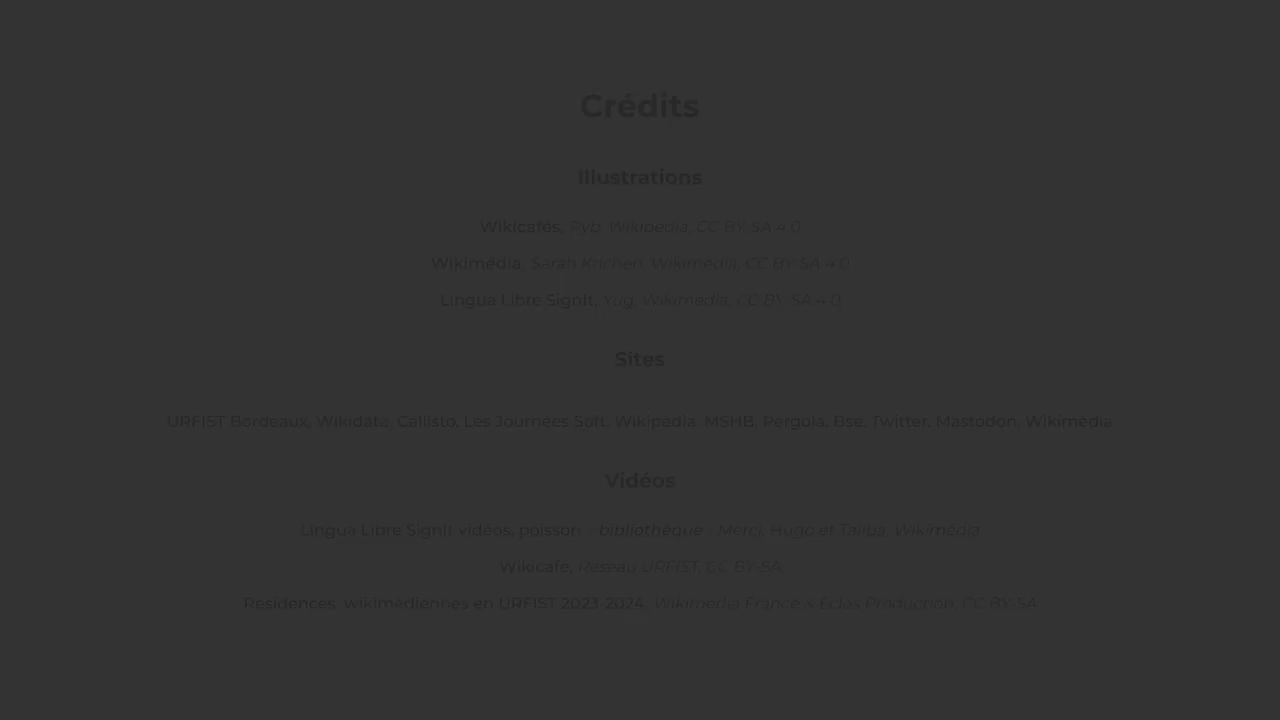 Crédits
Illustrations
Wikicafés, Pyb, Wikipedia, CC BY-SA 4.0
Wikimédia, Sarah Krichen, Wikimedia, CC BY-SA 4.0
Lingua Libre SignIt, Yug, Wikimedia, CC BY-SA 4.0
Sites
URFIST Bordeaux, Wikidata, Callisto, Les Journées Soft, Wikipedia, MSHB, Pergola, Bse, Twitter, Mastodon, Wikimédia
Vidéos
Lingua Libre SignIt vidéos, poisson - bibliothèque - Merci, Hugo et Taliba, Wikimédia
Wikicafé, Réseau URFIST, CC BY-SA
Résidences wikimédiennes en URFIST 2023-2024, Wikimedia France x Eclos Production, CC BY-SA